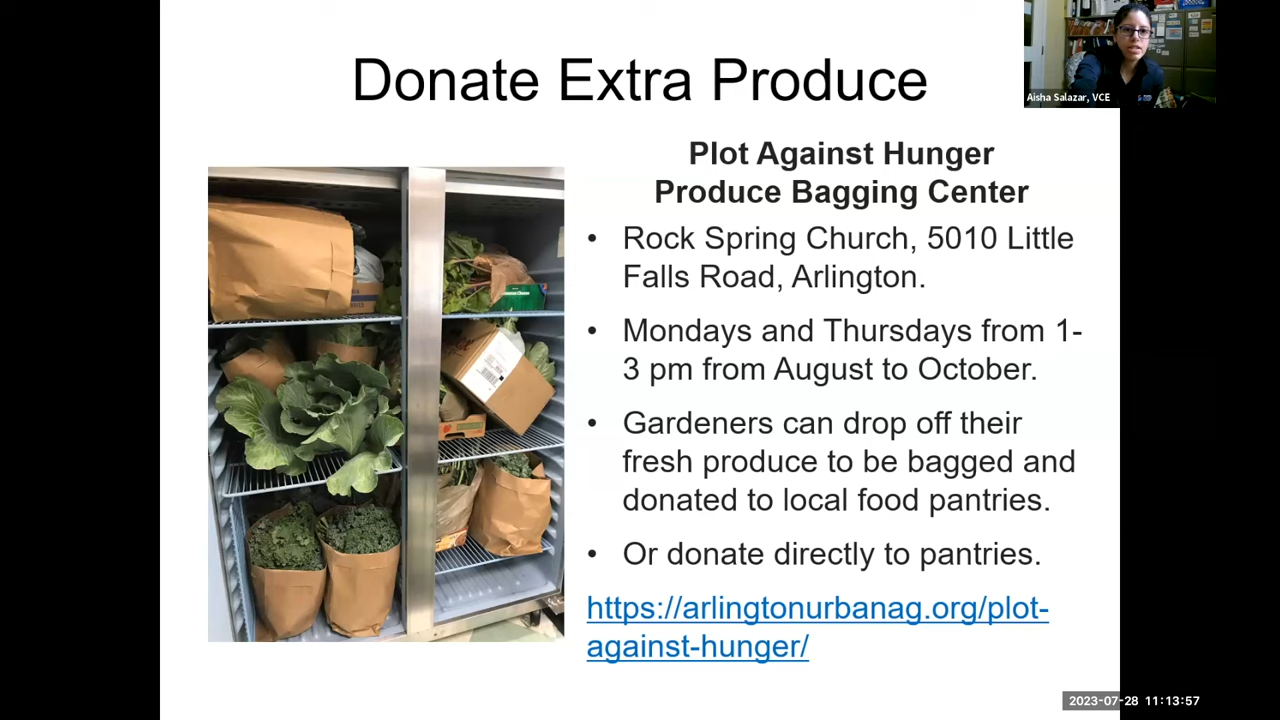 Donate Extra Produce
Aisha Salazar, VCE
Plot Against Hunger
Produce Bagging Center
• Rock Spring Church, 5010 Little
Falls Road, Arlington.
• Mondays and Thursdays from 1-
3 pm from August to October.
• Gardeners can drop off their
fresh produce to be bagged and
donated to local food pantries.
• Or donate directly to pantries.
https://arlingtonurbanag.org/plot-
against-hunger/
2023-07-28 11:13:57